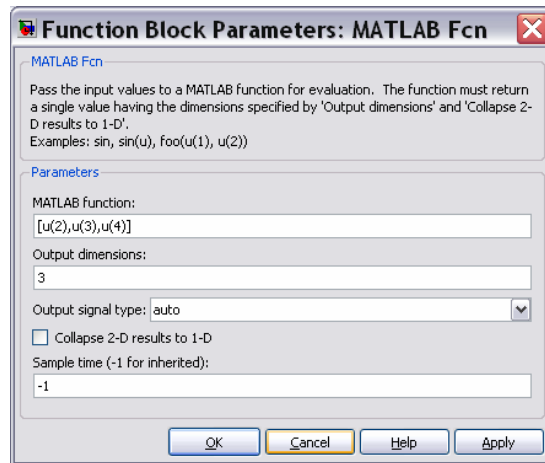 Function Block Parameters: MATLAB Fcn
MATLAB Fcn
Pass the input values to a MATLAB function for evaluation. The function must return
a single value having the dimensions specified by 'Output dimensions' and 'Collapse 2-
D results to 1-D'.
Examples: sin, sin(u), foo(u(1), u(2))
Parameters
MATLAB function:
[u(2),u(3),u(4)]
Output dimensions:
3
Output signal type: auto
Collapse 2-D results to 1-D
Sample time (-1 for inherited):
-1
OK Cancel Help Apply